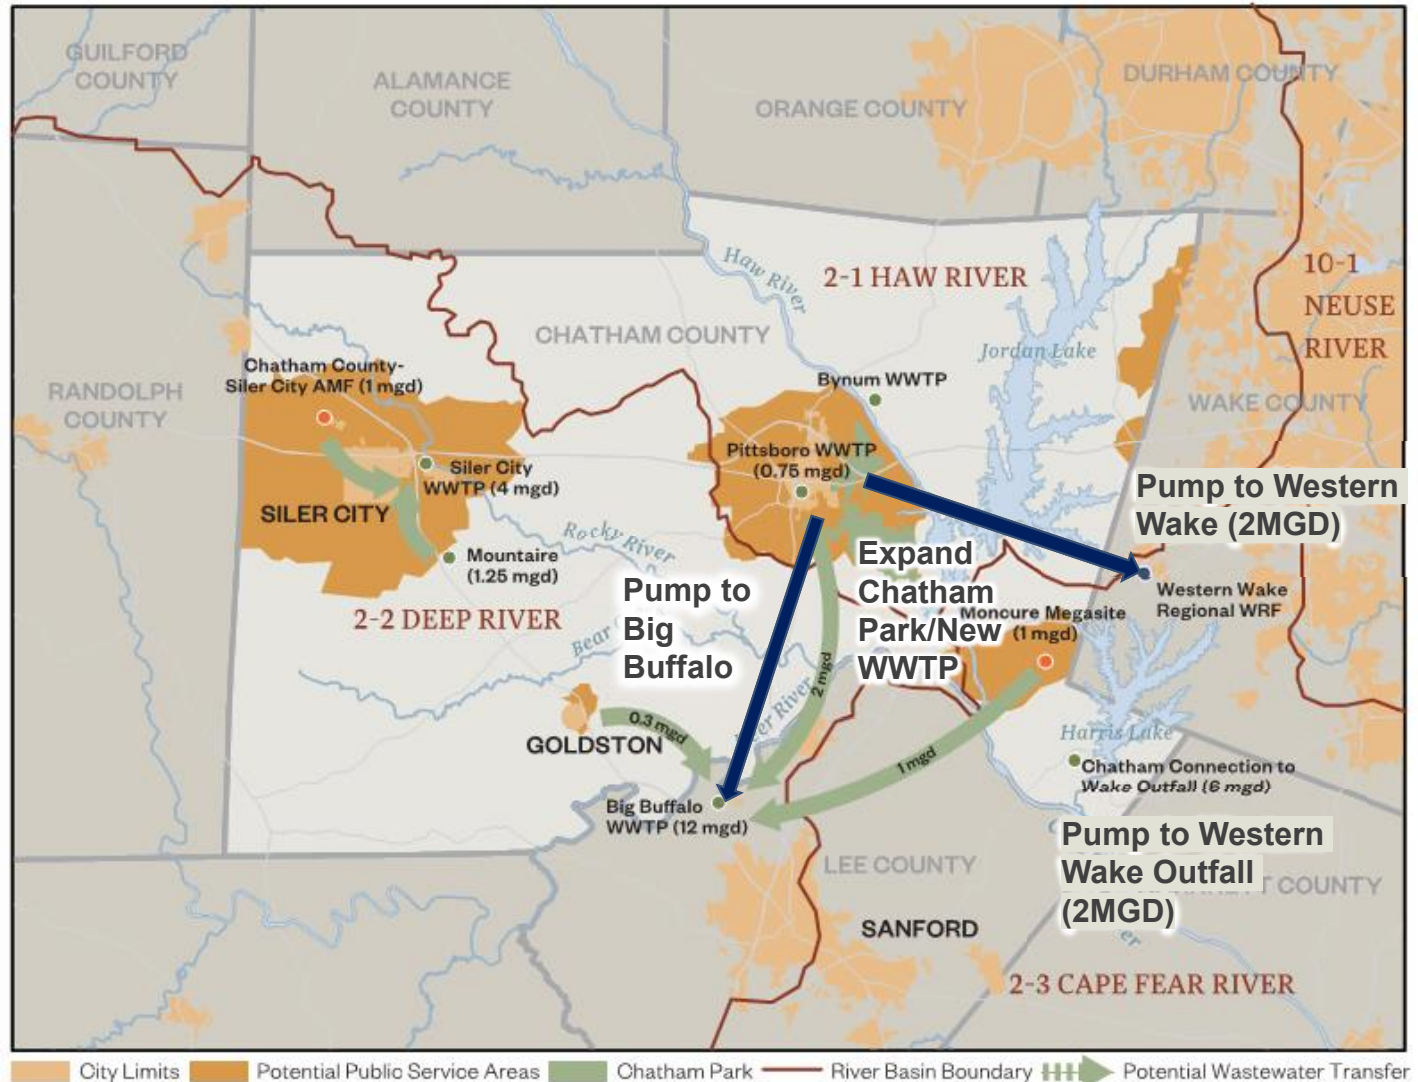 GUILFORD
COUNTY
ALAMANCE
COUNTY
ORANGE COUNTY
DURHAM COUNTY
Haw River
2-1 HAW RIVER
10-1
NEUSE
RIVER
CHATHAM COUNTY
Jordan Lake
Chatham County-
Siler City AMF (1 mgd)
RANDOLPH
COUNTY
Bynum WWTP
WAKE COUNTY
Pittsboro WWTP
(0.75 mgd)
Siler City
WWTP (4 mgd)
SILER CITY
Pump to Western
Wake (2MGD)
Rocky River
Mountaire
(1.25 mgd)
Expand
Chatham
Park/New
WWTP
Pump to
Big
Buffalo
Western Wake
Regional WRF
2-2 DEEP RIVER
Moncure Megasite
(1 mgd)
Bear
2 mgd
River
0.3 mgd
GOLDSTON
Harris Lake
1 mgd
Chatham Connection to
Wake Outfall (6 mgd)
Big Buffalo
WWTP (12 mgd)
Pump to Western
Wake Outfall
(2MGD)
LEE COUNTY
COUNTY
SANFORD
2-3 CAPE FEAR RIVER
City Limits
Potential Public Service Areas
Chatham Park
River Basin Boundary
Potential Wastewater Transfer